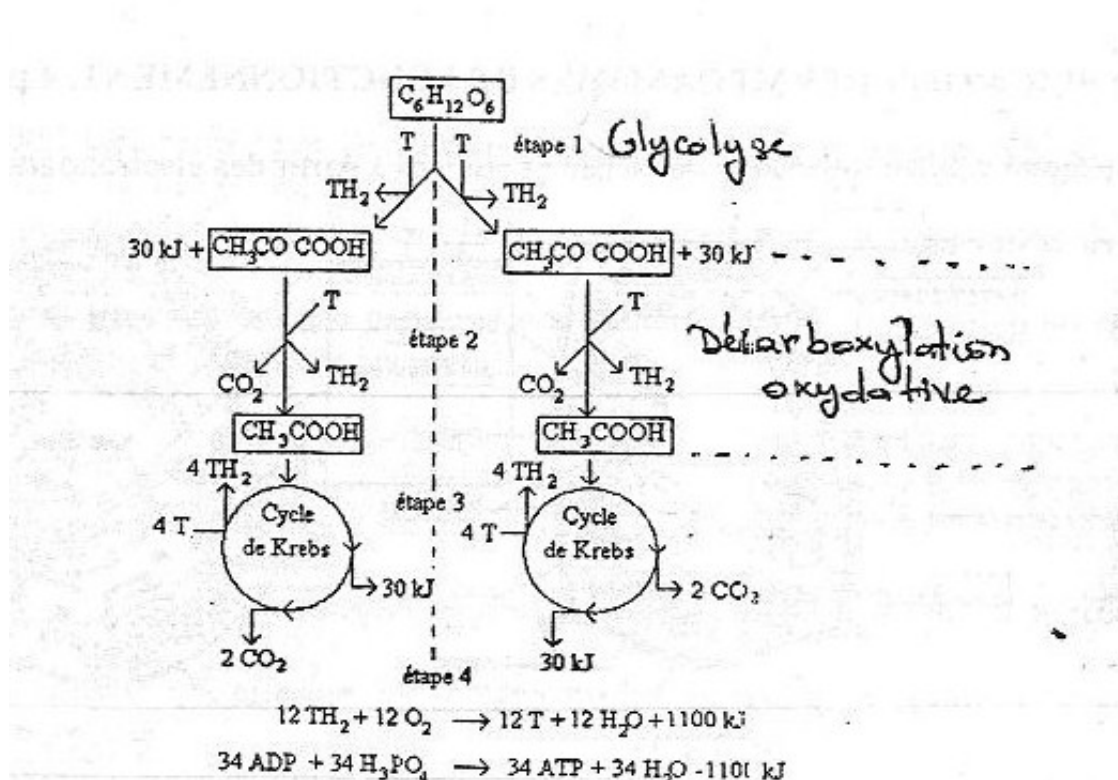 C₆H₁₂O₆
T T
étape 1 Glycolyse
TH₂ TH₂
30 kJ + CH₃CO COOH CH₃CO COOH + 30 kJ
T T
étape 2
Décarboxylation
oxydative
CO₂ TH₂ CO₂ TH₂
CH₃COOH CH₃COOH
4 TH₂ 4 TH₂
étape 3
4 T Cycle de Krebs 4 T Cycle de Krebs
30 kJ 2 CO₂
2 CO₂ 30 kJ
étape 4
12 TH₂ + 12 O₂ → 12 T + 12 H₂O + 1100 kJ
34 ADP + 34 H₃PO₄ → 34 ATP + 34 H₂O kJ